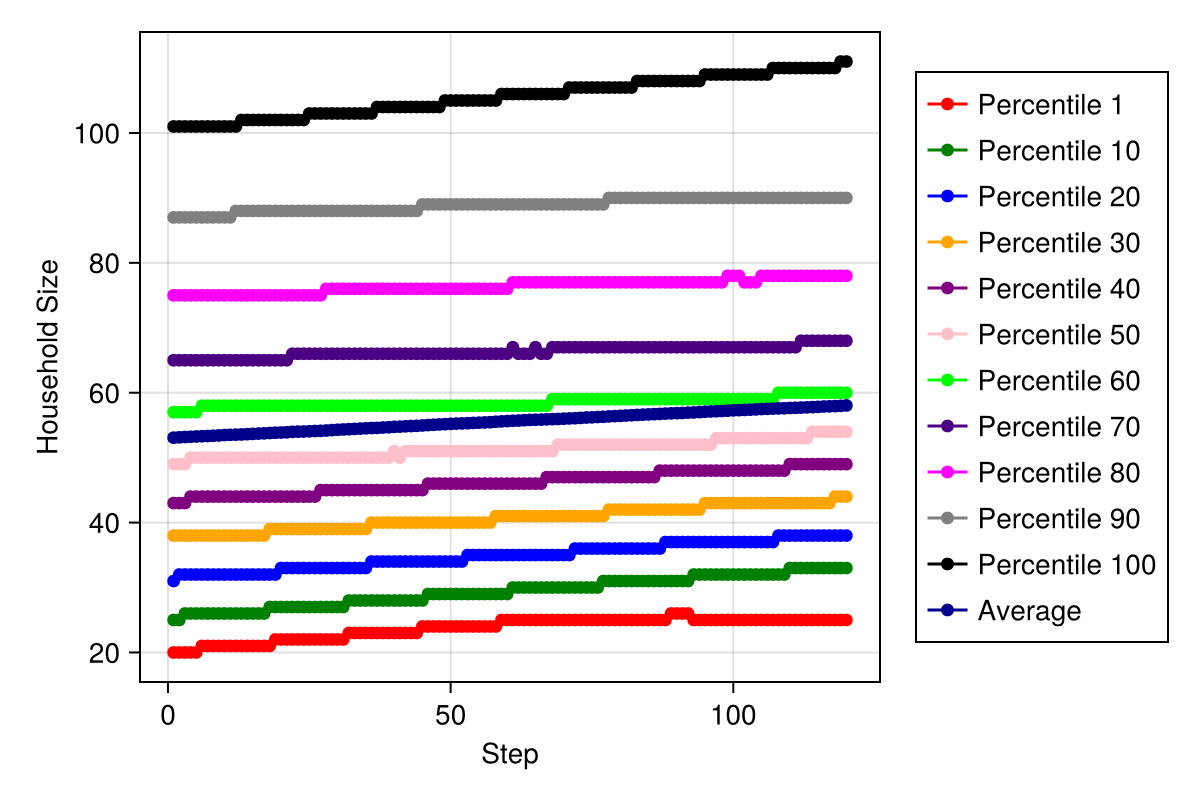 100
80
60
40
20
Household Size
0 50 100
Step
Percentile 1
Percentile 10
Percentile 20
Percentile 30
Percentile 40
Percentile 50
Percentile 60
Percentile 70
Percentile 80
Percentile 90
Percentile 100
Average